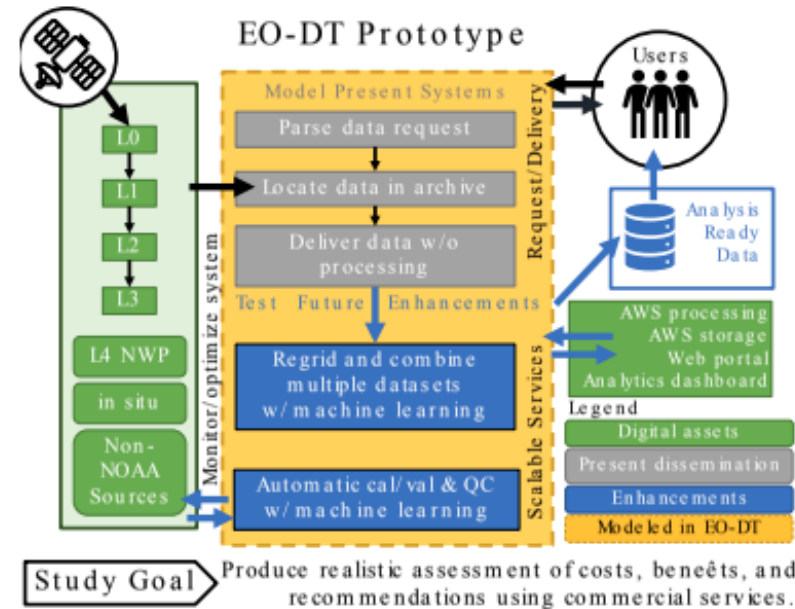 EO-DT Prototype
Users
Model Present Systems
Parse data request
Locate data in archive
Deliver data w/o
processing
Request/Delivery
Test Future Enhancements
Regrid and combine
multiple datasets
w/ machine learning
Automatic cal/val & QC
w/ machine learning
Scalable Services
Monitor/optimize system
L0
L1
L2
L3
L4 NWP
in situ
Non-
NOAA
Sources
Analysis
Ready
Data
AWS processing
AWS storage
Web portal
Analytics dashboard
Legend
Digital assets
Present dissemination
Enhancements
Modeled in EO-DT
Study Goal
Produce realistic assessment of costs, beneêts, and
recommendations using commercial services.